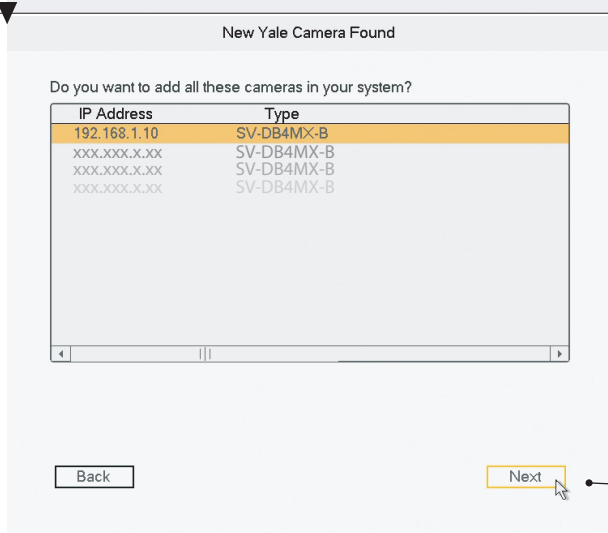 New Yale Camera Found
Do you want to add all these cameras in your system?
IP Address Type
192.168.1.10 SV-DB4MX-B
xxx.xxx.x.xx SV-DB4MX-B
xxx.xxx.x.xx SV-DB4MX-B
xxx.xxx.x.xx SV-DB4MX-B
Back Next